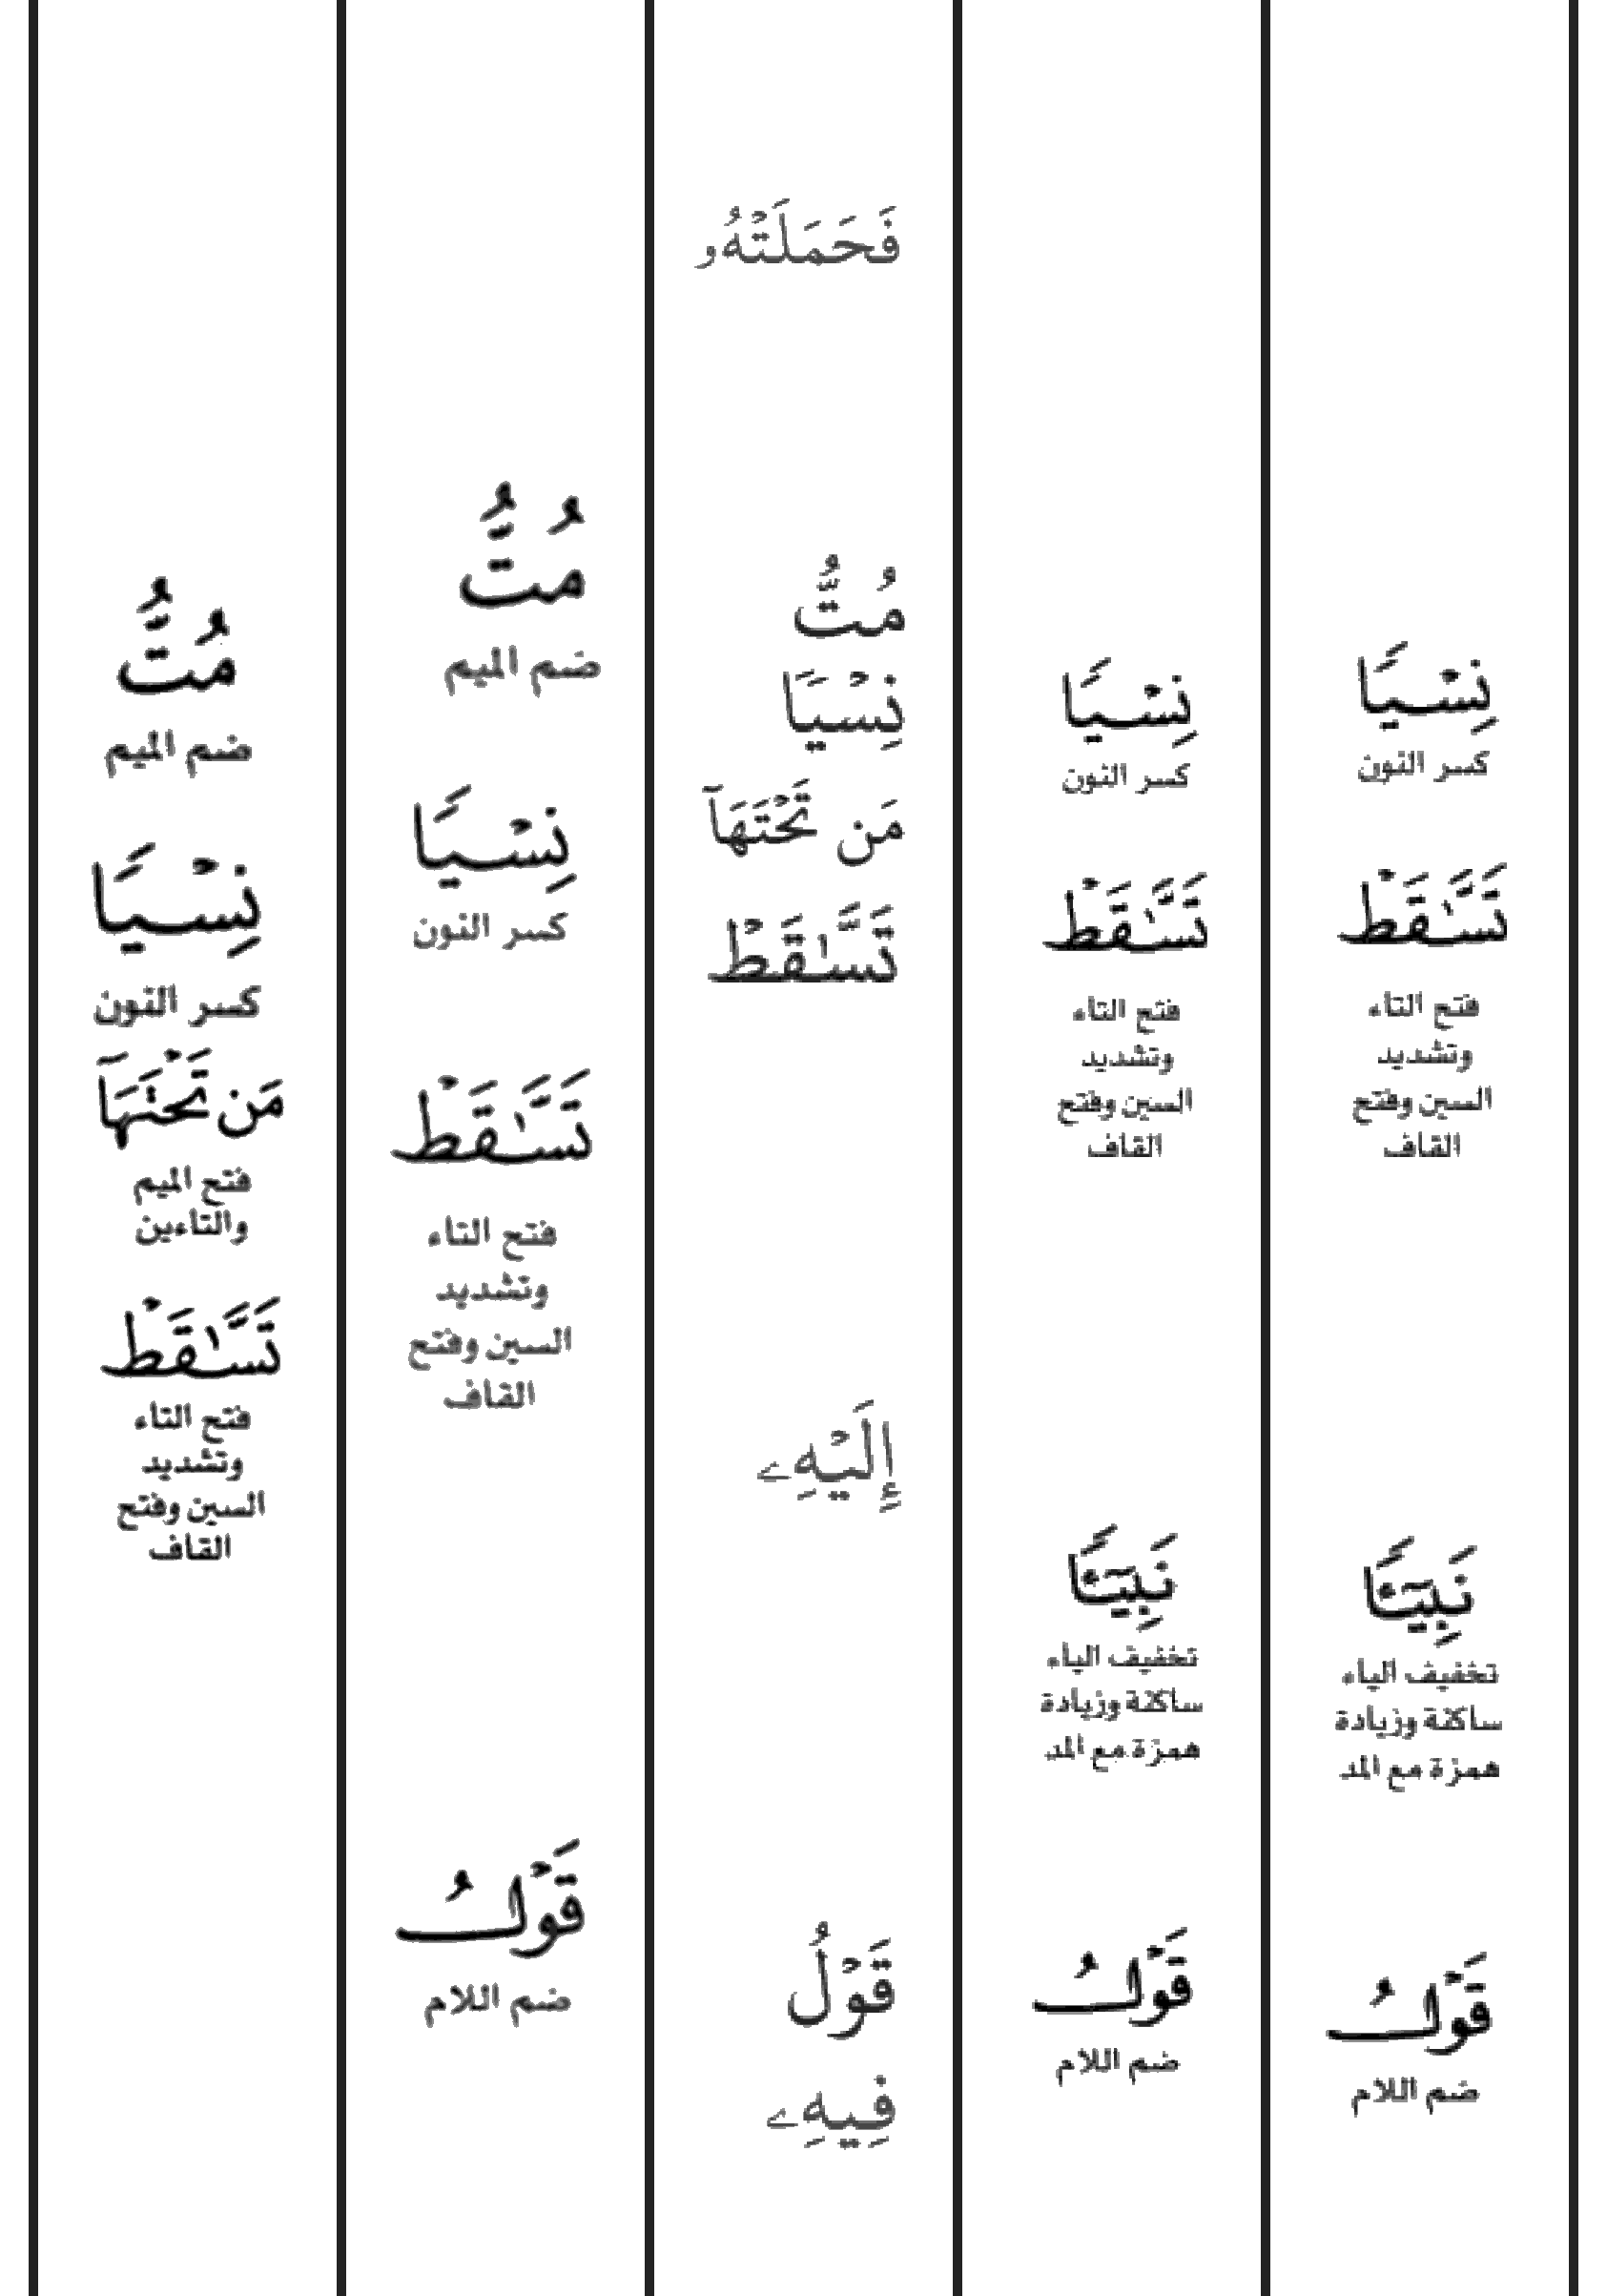 نِسْيًا
كسر النون
تَسَّٰقَطْ
فتح التاء
وتشديد
السين وفتح
القاف
نَبِيٓـًٔا
تخفيف الياء
ساكنة وزيادة
همزة مع المد
قَوْلُ
ضم اللام
نِسْيًا
كسر النون
تَسَّٰقَطْ
فتح التاء
وتشديد
السين وفتح
القاف
نَبِيٓـًٔا
تخفيف الياء
ساكنة وزيادة
همزة مع المد
قَوْلُ
ضم اللام
فَحَمَلَتْهُۥ
مُتُّ
نِسْيًا
مَن تَحْتَهَآ
تَسَّٰقَطْ
إِلَيْهِۦ
قَوْلُ
فِيهِۦ
مُتُّ
ضم الميم
نِسْيًا
كسر النون
تَسَّٰقَطْ
فتح التاء
وتشديد
السين وفتح
القاف
قَوْلُ
ضم اللام
مُتُّ
ضم الميم
نِسْيًا
كسر النون
مَن تَحْتَهَآ
فتح الميم
والتاءين
تَسَّٰقَطْ
فتح التاء
وتشديد
السين وفتح
القاف